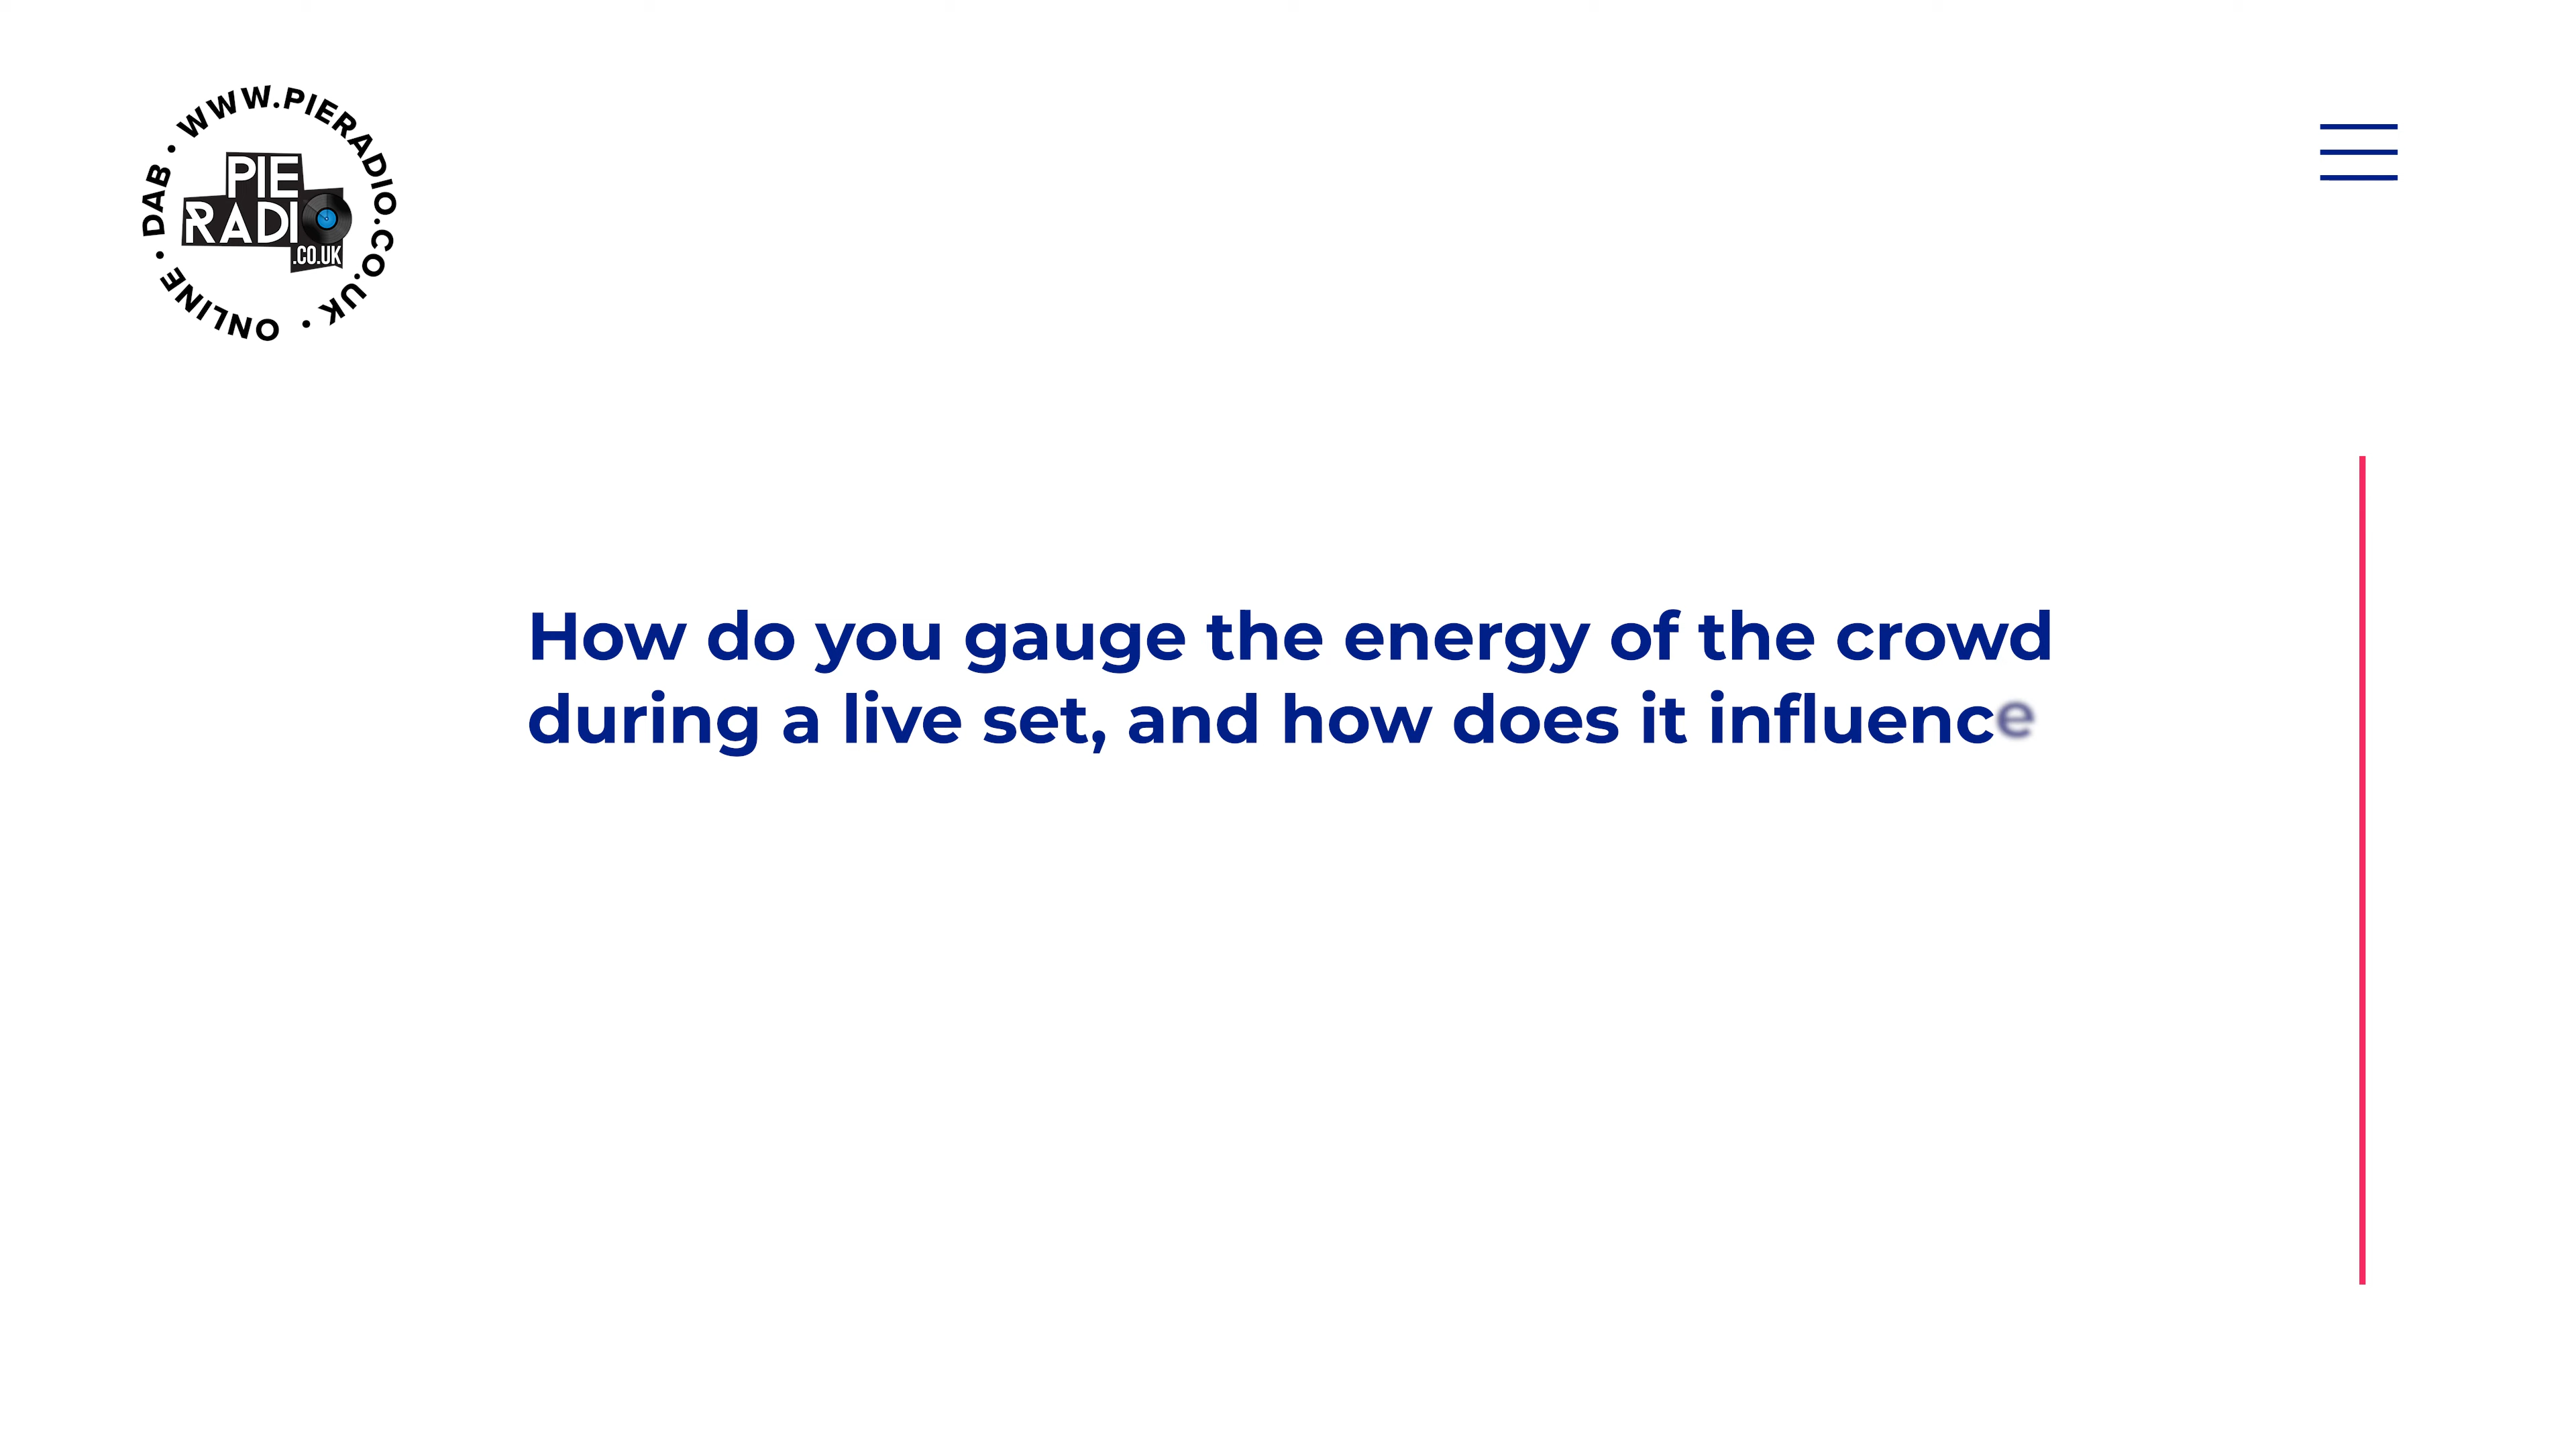 WWW.PIERADIO.CO.UK • ONLINE • DAB •
PIE
RADIO
.CO.UK
How do you gauge the energy of the crowd
during a live set, and how does it influence